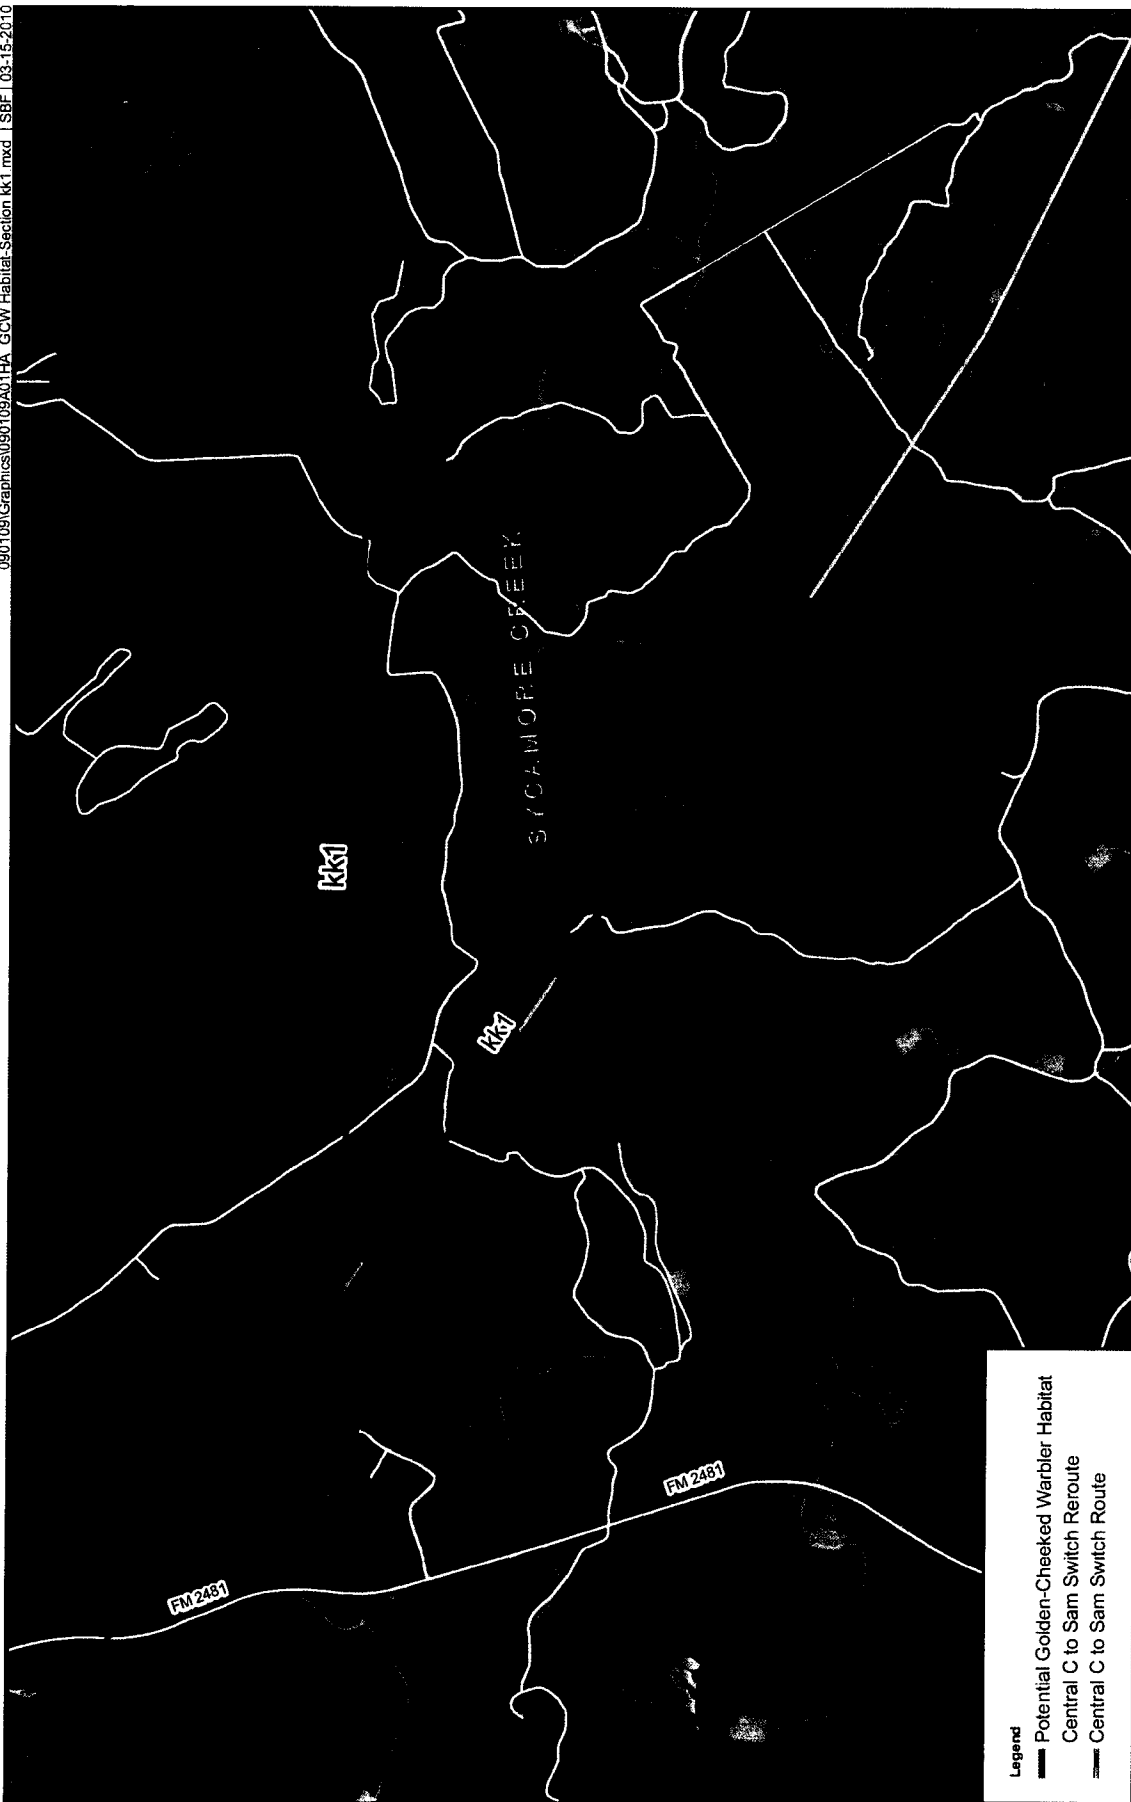 090109\Graphics\090109A01HA_GCW Habitat-Section kk1.mxd | SBF | 03-15-2010
kk1
SYCAMORE CREEK
kk1
FM 2481
FM 2481
Legend
Potential Golden-Cheeked Warbler Habitat
Central C to Sam Switch Reroute
Central C to Sam Switch Route